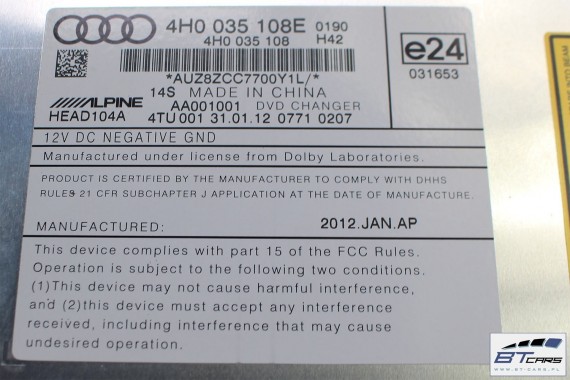 4H0 035 108E 0190
4H0 035 108 H42
*AUZ8ZCC7700Y1L/*
14S MADE IN CHINA
ALPINE AA001001 DVD CHANGER
HEAD104A 4TU 001 31.01.12 0771 0207
e24
031653
12V DC NEGATIVE GND
Manufactured under license from Dolby Laboratories.
PRODUCT IS CERTIFIED BY THE MANUFACTURER TO COMPLY WITH DHHS
RULES 21 CFR SUBCHAPTER J APPLICATION AT THE DATE OF MANUFACTURE.
MANUFACTURED: 2012.JAN.AP
This device complies with part 15 of the FCC Rules.
Operation is subject to the following two conditions.
(1)This device may not cause harmful interference,
and (2)this device must accept any interference
received, including interference that may cause
undesired operation.
BT CARS
WWW.BT-CARS.PL